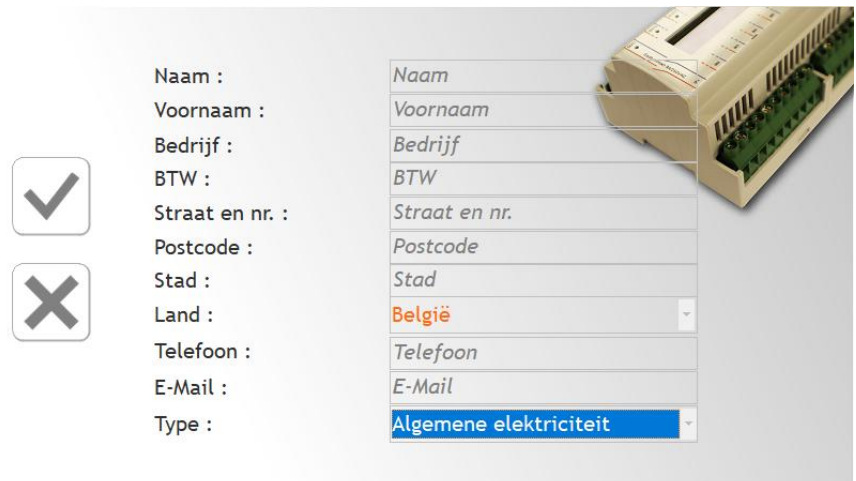 Naam : Naam
Voornaam : Voornaam
Bedrijf : Bedrijf
BTW : BTW
Straat en nr. : Straat en nr.
Postcode : Postcode
Stad : Stad
Land : België
Telefoon : Telefoon
E-Mail : E-Mail
Type : Algemene elektriciteit